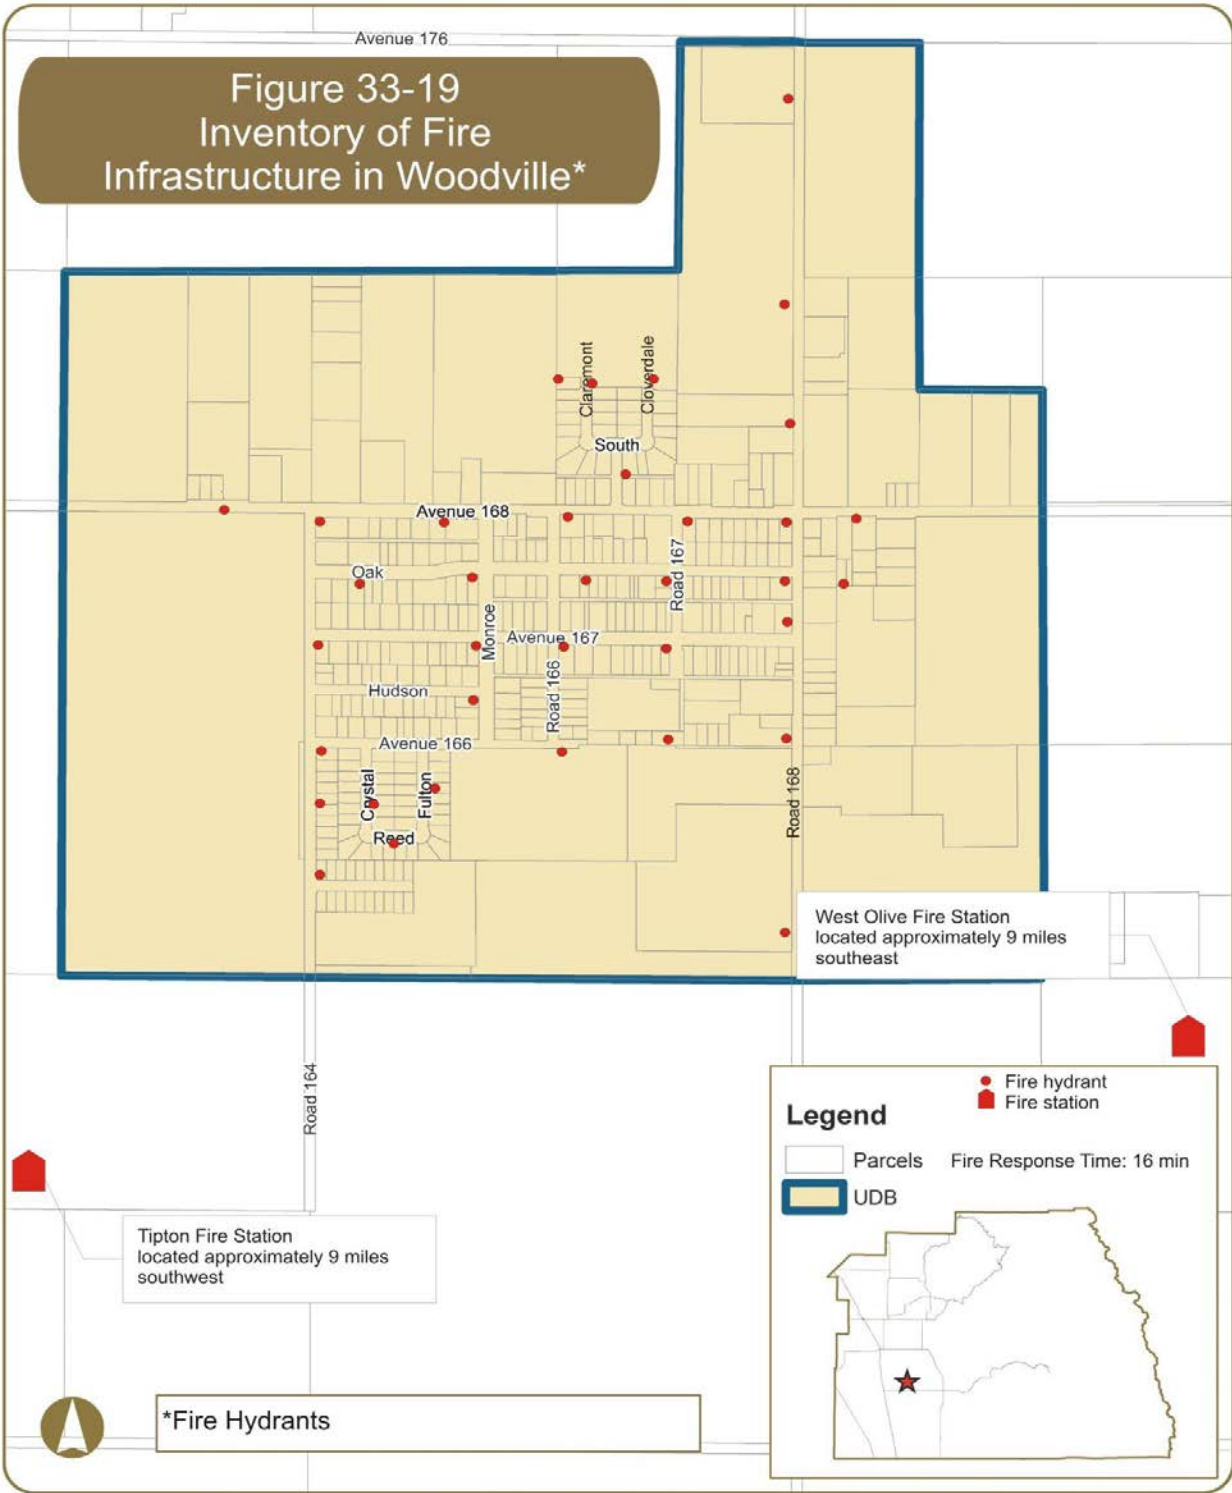 Avenue 176
Figure 33-19
Inventory of Fire
Infrastructure in Woodville*
Claremont
Cloverdale
South
Avenue 168
Oak
Road 167
Monroe
Avenue 167
Road 166
Hudson
Avenue 166
Crystal
Fulton
Reed
Road 168
West Olive Fire Station
located approximately 9 miles
southeast
Road 164
Tipton Fire Station
located approximately 9 miles
southwest
Legend
Fire hydrant
Fire station
Parcels
Fire Response Time: 16 min
UDB
*Fire Hydrants